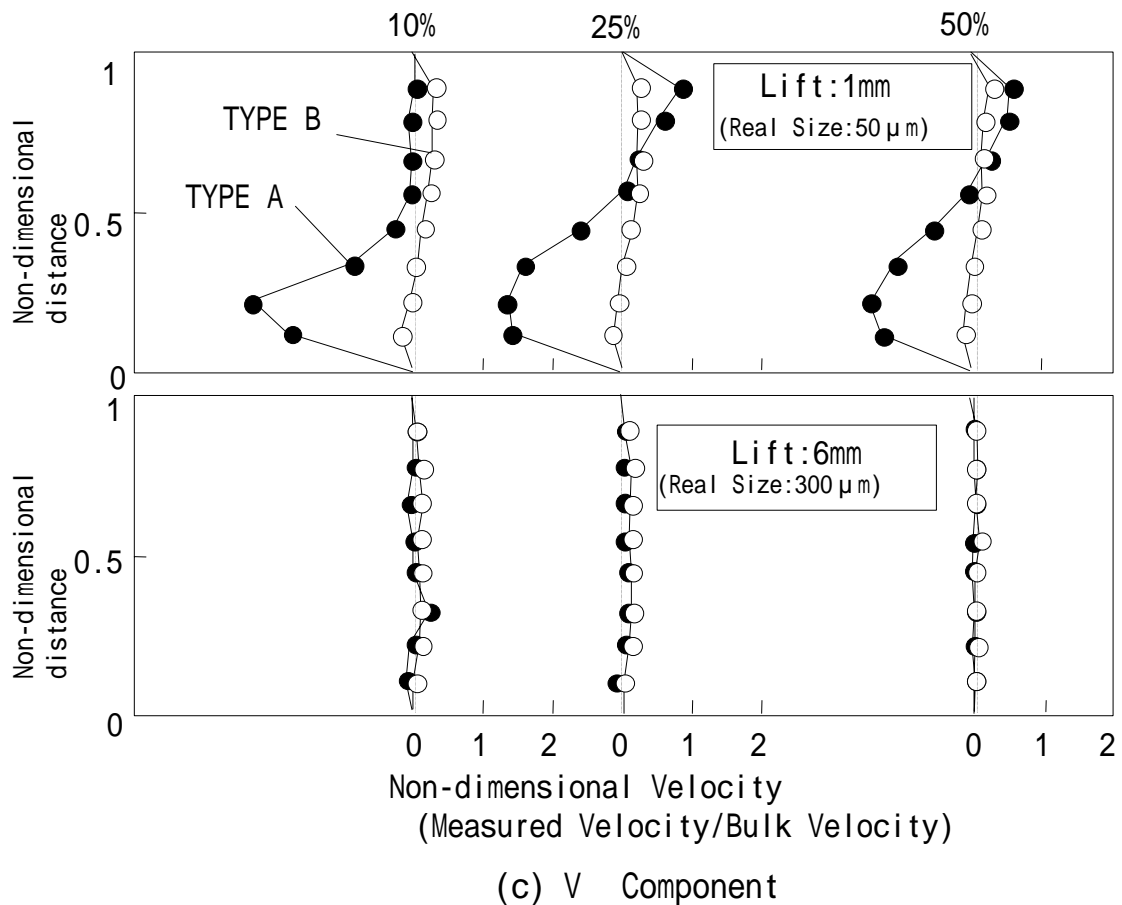 10% 25% 50%
1
Lift:1mm
(Real Size:50μm)
TYPE B
TYPE A
0.5
Non-dimensional
distance
0
1
Lift:6mm
(Real Size:300μm)
0.5
Non-dimensional
distance
0
0 1 2 0 1 2 0 1 2
Non-dimensional Velocity
(Measured Velocity/Bulk Velocity)
(c) V Component